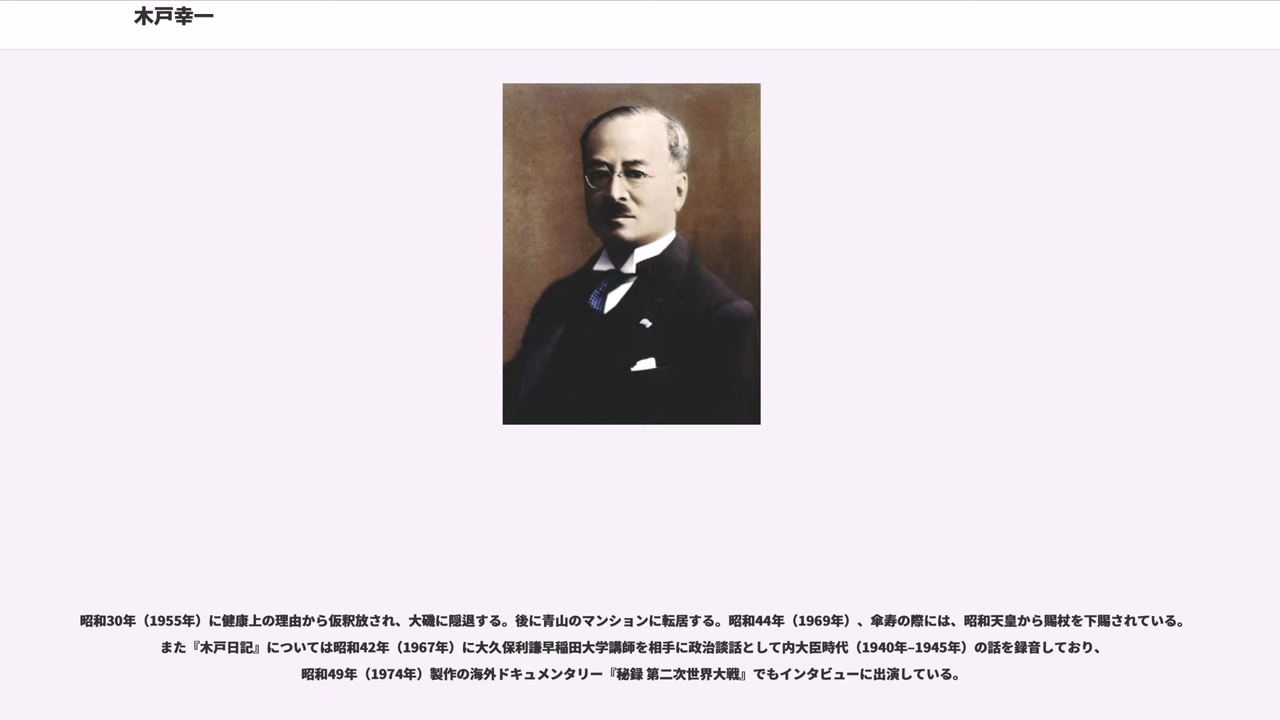 木戸幸一
昭和30年（1955年）に健康上の理由から仮釈放され、大磯に隠退する。後に青山のマンションに転居する。昭和44年（1969年）、傘寿の際には、昭和天皇から賜杖を下賜されている。
また『木戸日記』については昭和42年（1967年）に大久保利謙早稲田大学講師を相手に政治談話として内大臣時代（1940年–1945年）の話を録音しており、
昭和49年（1974年）製作の海外ドキュメンタリー『秘録 第二次世界大戦』でもインタビューに出演している。